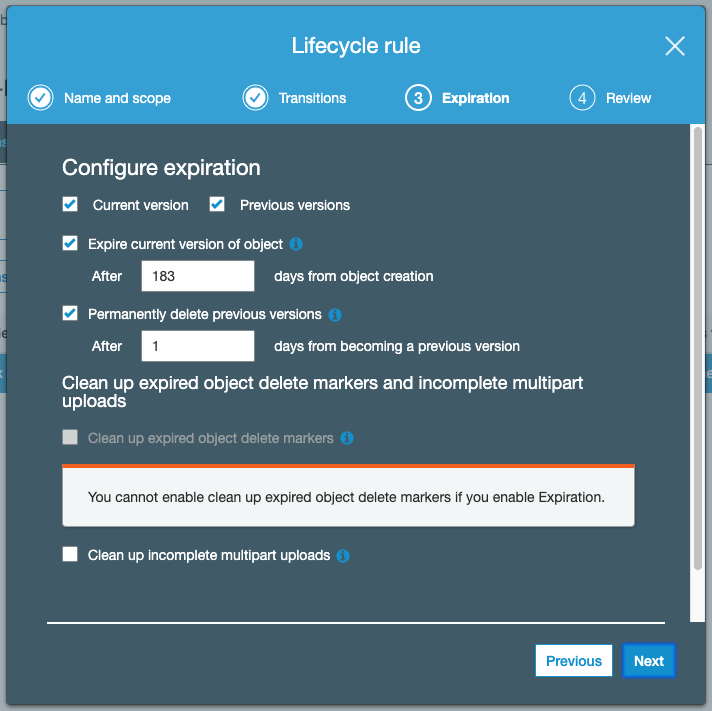 Lifecycle rule
Name and scope
Transitions
3 Expiration
4 Review
Configure expiration
Current version Previous versions
Expire current version of object
After 183 days from object creation
Permanently delete previous versions
After 1 days from becoming a previous version
Clean up expired object delete markers and incomplete multipart
uploads
Clean up expired object delete markers
You cannot enable clean up expired object delete markers if you enable Expiration.
Clean up incomplete multipart uploads
Previous Next